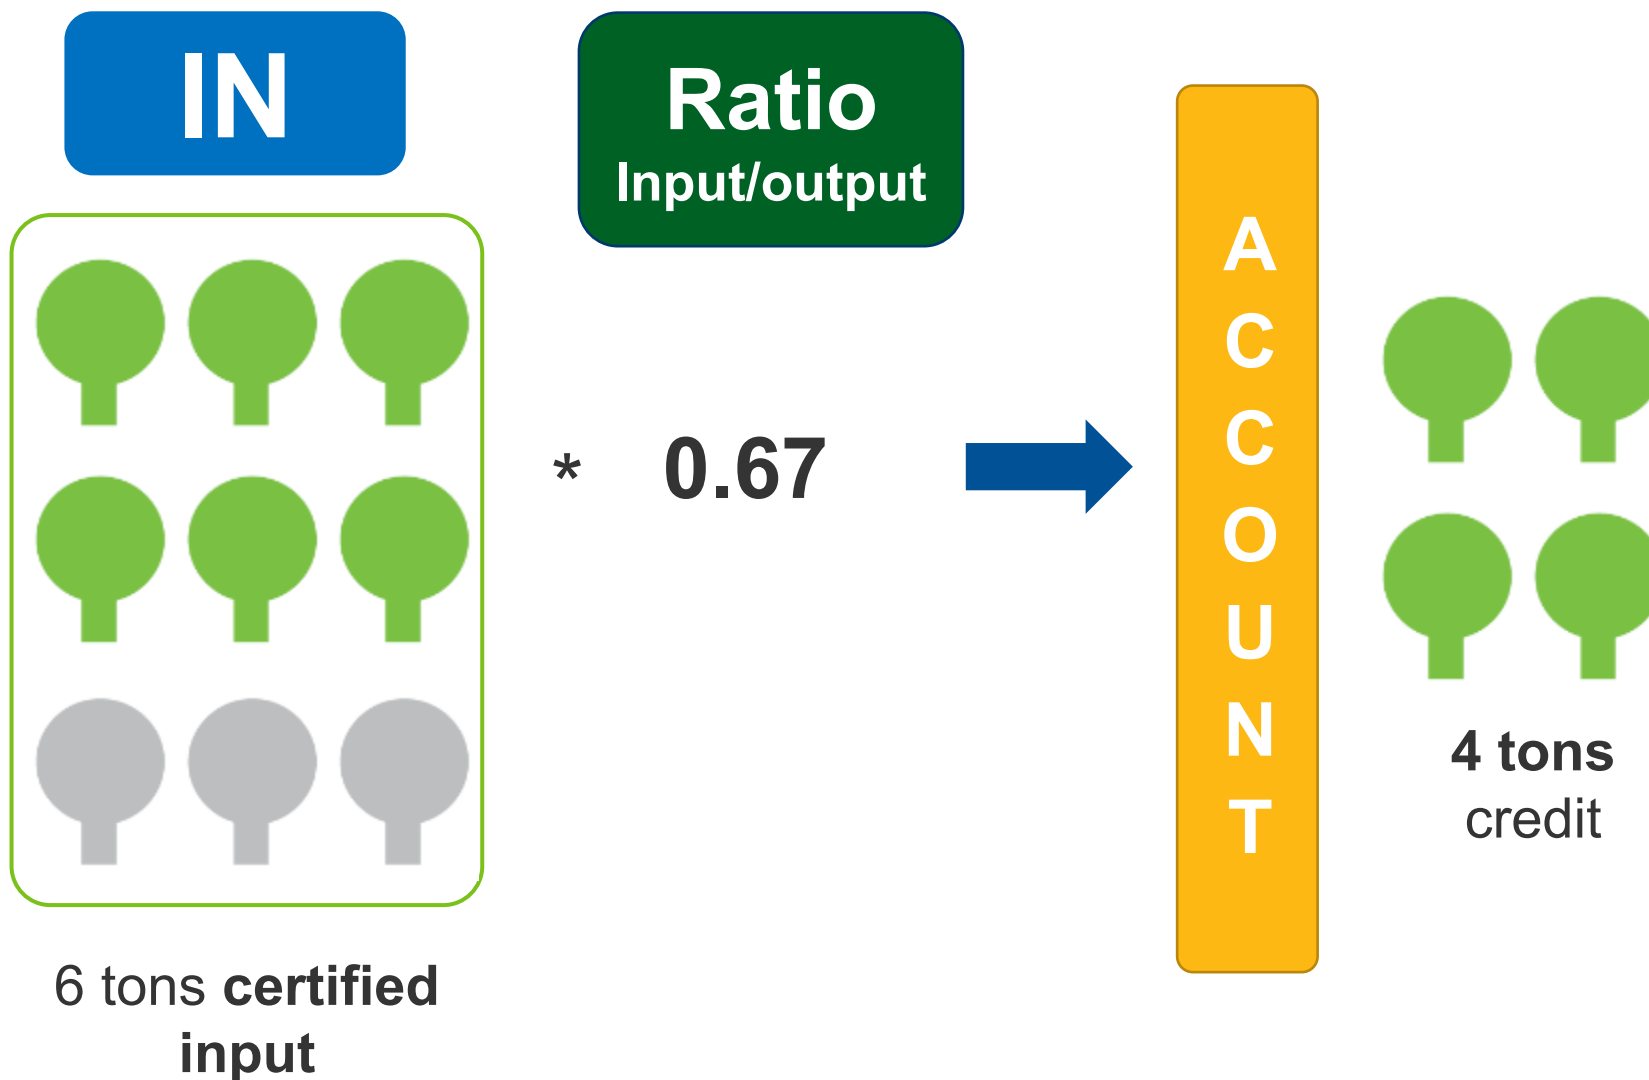 IN
Ratio
Input/output
* 0.67
A
C
C
O
U
N
T
4 tons
credit
6 tons certified
input